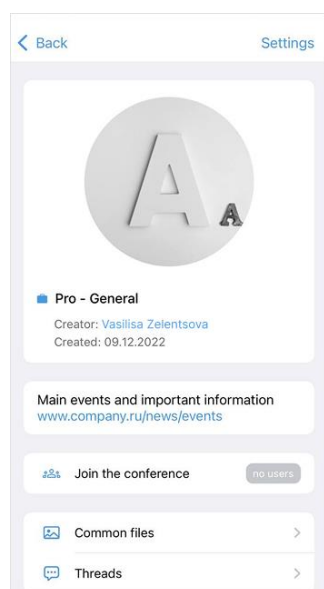 Back
Settings
A
A
Pro - General
Creator: Vasilisa Zelentsova
Created: 09.12.2022
Main events and important information
www.company.ru/news/events
Join the conference
no users
Common files
Threads